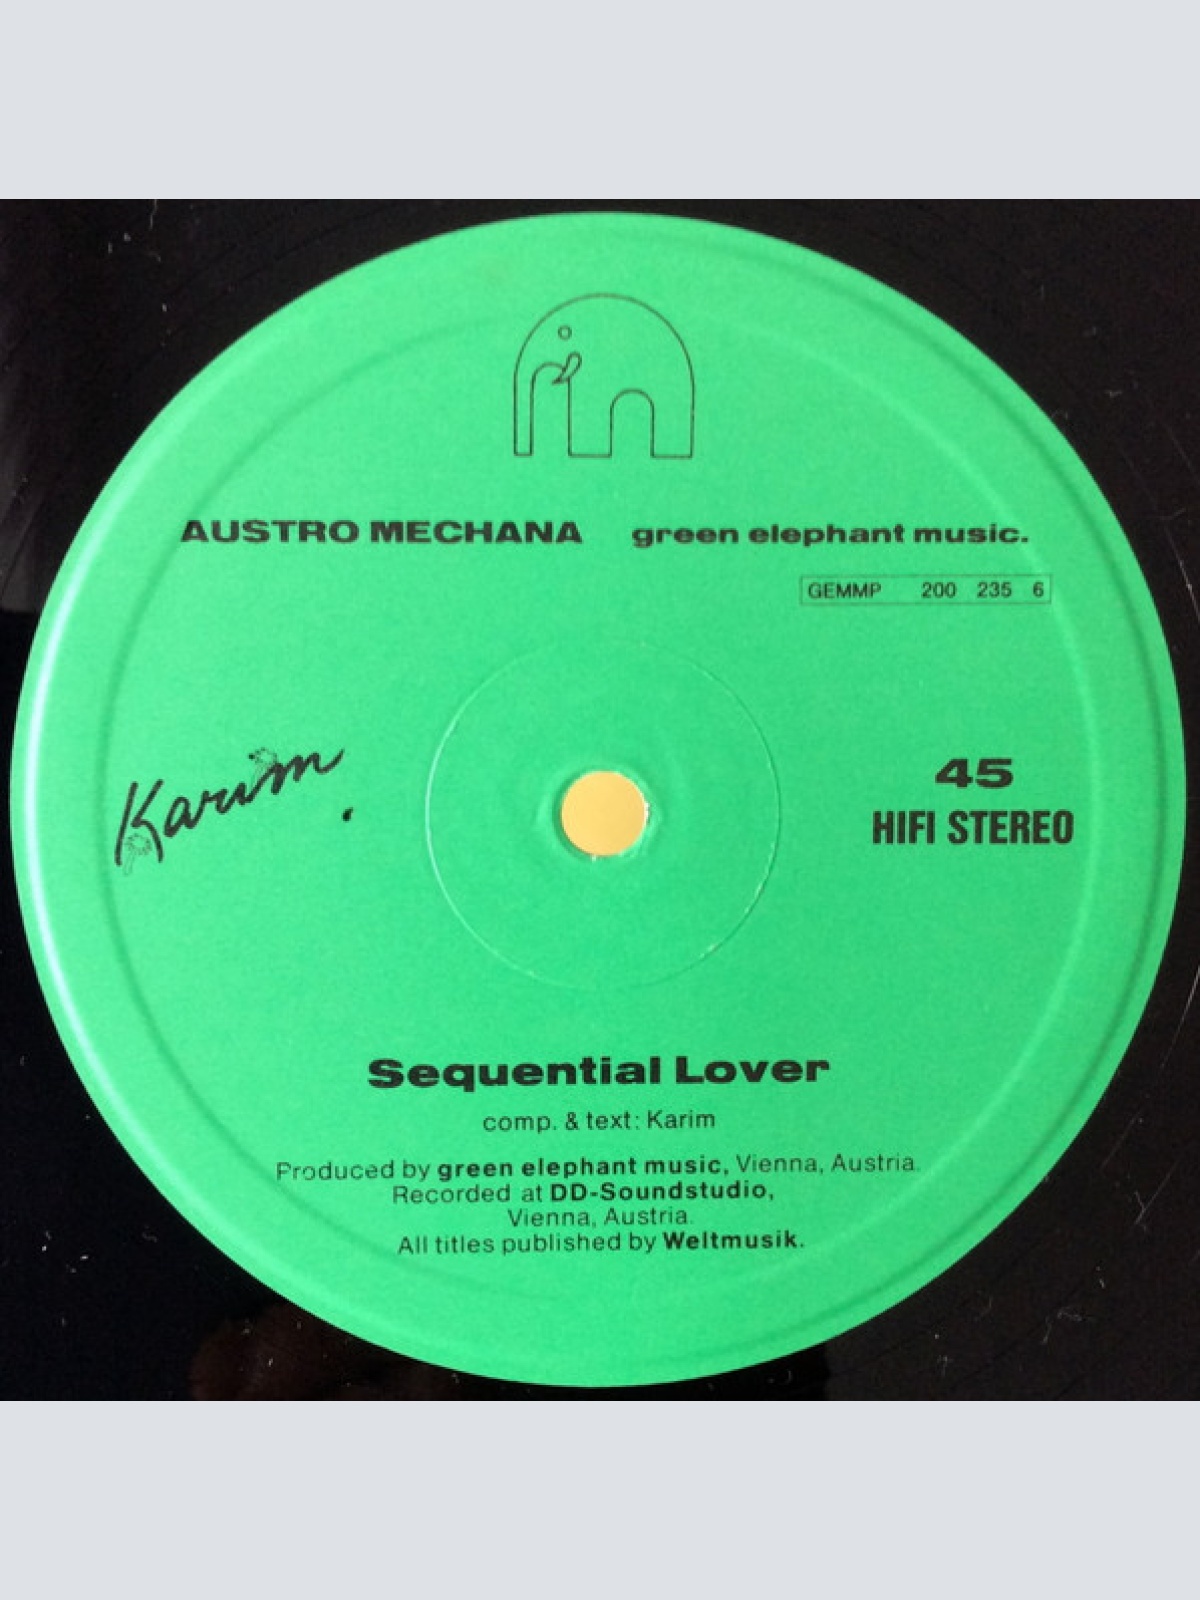 AUSTRO MECHANA green elephant music.
GEMMP 200 235 6
Karim
45
HIFI STEREO
Sequential Lover
comp. & text: Karim
Produced by green elephant music, Vienna, Austria.
Recorded at DD-Soundstudio,
Vienna, Austria.
All titles published by Weltmusik.